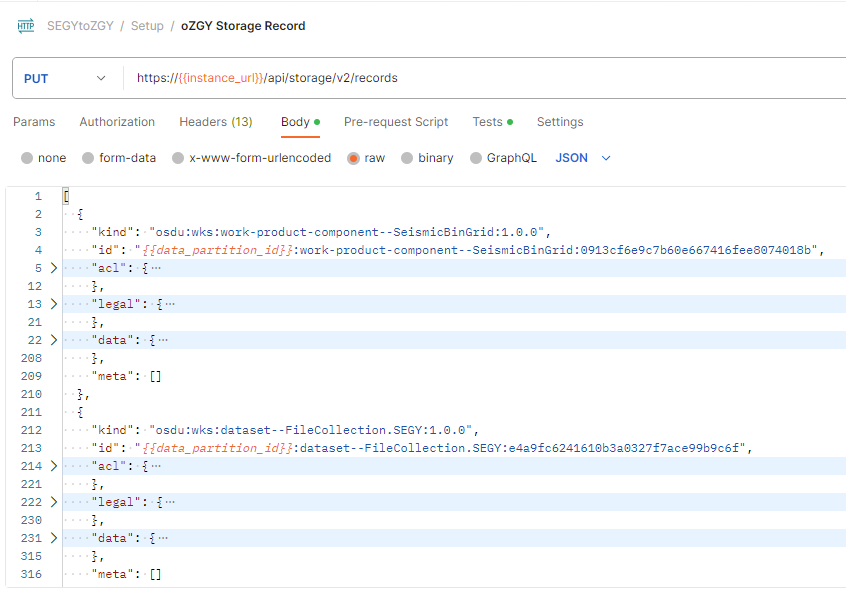 HTTP SEGYtoZGY / Setup / oZGY Storage Record
PUT https://{{instance_url}}/api/storage/v2/records
Params Authorization Headers (13) Body Pre-request Script Tests Settings
none form-data x-www-form-urlencoded raw binary GraphQL JSON
1 [
2 {
3 "kind": "osdu:wks:work-product-component--SeismicBinGrid:1.0.0",
4 "id": "{{data_partition_id}}:work-product-component--SeismicBinGrid:0913cf6e9c7b60e667416fee8074018b",
5 "acl": {⋯
12 },
13 "legal": {⋯
21 },
22 "data": {⋯
208 },
209 "meta": []
210 },
211 {
212 "kind": "osdu:wks:dataset--FileCollection.SEGY:1.0.0",
213 "id": "{{data_partition_id}}:dataset--FileCollection.SEGY:e4a9fc6241610b3a0327f7ace99b9c6f",
214 "acl": {⋯
221 },
222 "legal": {⋯
230 },
231 "data": {⋯
315 },
316 "meta": []